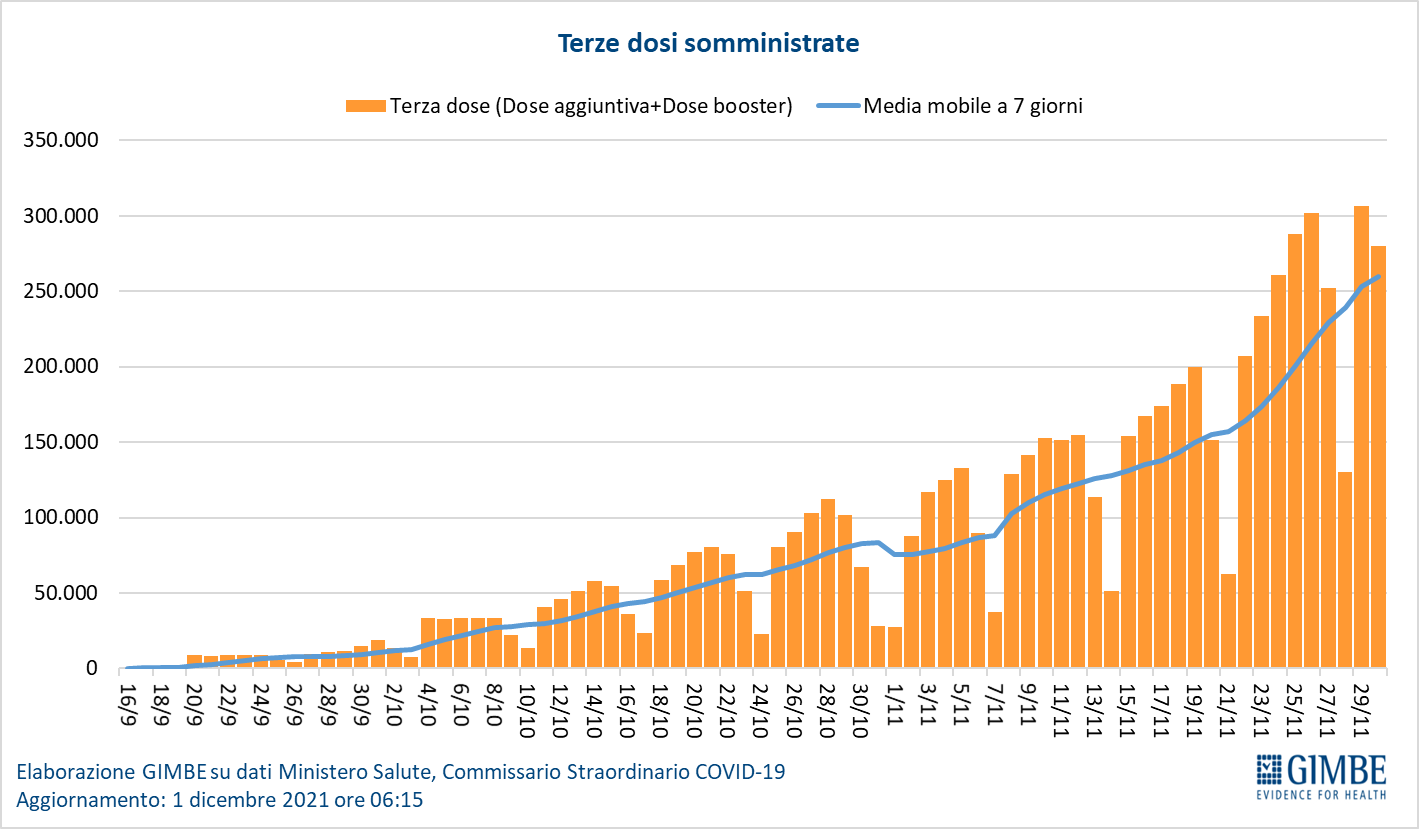 Terze dosi somministrate
Terza dose (Dose aggiuntiva+Dose booster) Media mobile a 7 giorni
350.000
300.000
250.000
200.000
150.000
100.000
50.000
0
16/9 18/9 20/9 22/9 24/9 26/9 28/9 30/9 2/10 4/10 6/10 8/10 10/10 12/10 14/10 16/10 18/10 20/10 22/10 24/10 26/10 28/10 30/10 1/11 3/11 5/11 7/11 9/11 11/11 13/11 15/11 17/11 19/11 21/11 23/11 25/11 27/11 29/11
Elaborazione GIMBE su dati Ministero Salute, Commissario Straordinario COVID-19
Aggiornamento: 1 dicembre 2021 ore 06:15
GIMBE
EVIDENCE FOR HEALTH